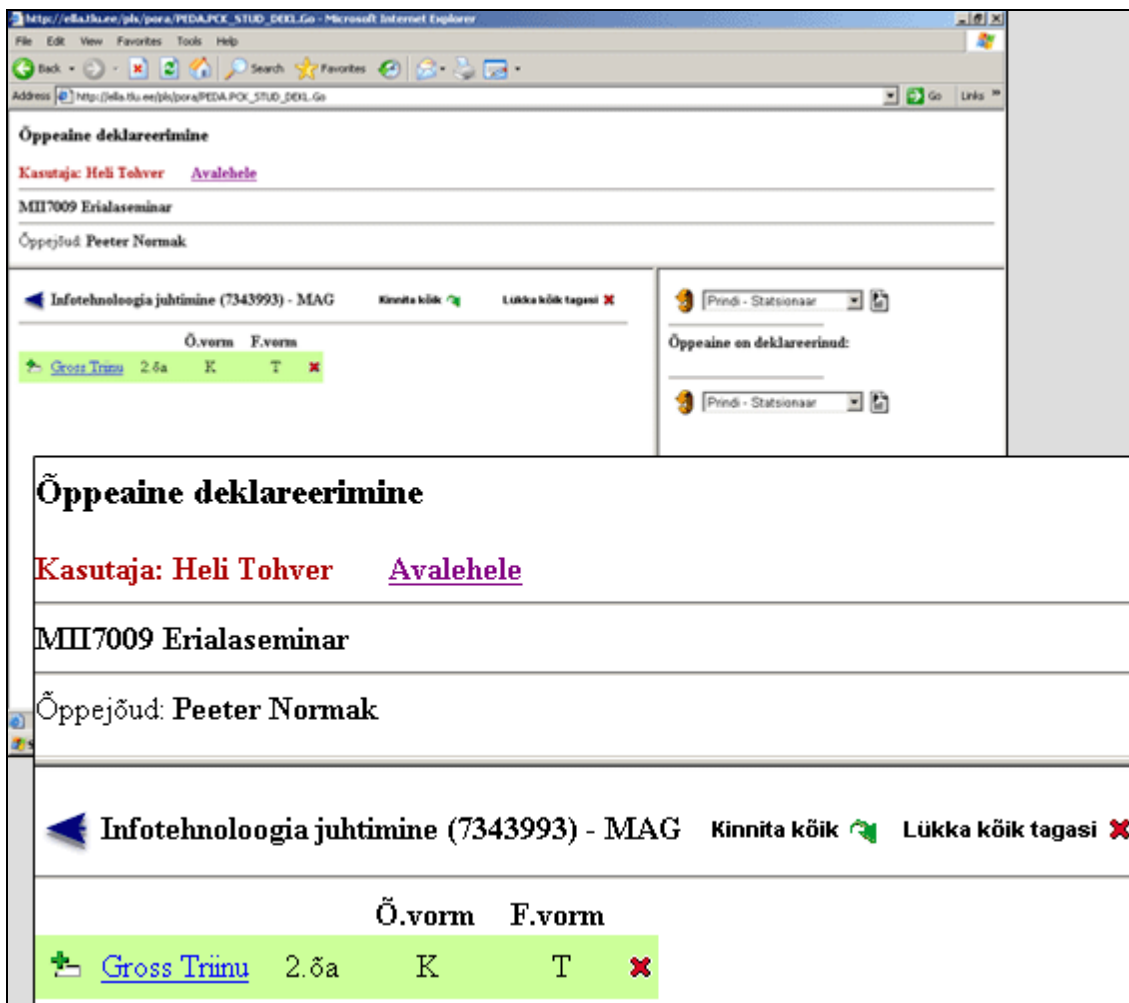 http://ella.tlu.ee/pls/pora/PEDA.PCK_STUD_DEKL.Go - Microsoft Internet Explorer
File Edit View Favorites Tools Help
Back Search Favorites
Address http://ella.tlu.ee/pls/pora/PEDA.PCK_STUD_DEKL.Go Go Links »
Õppeaine deklareerimine
Kasutaja: Heli Tohver Avalehele
MII7009 Erialaseminar
Õppejõud: Peeter Normak
Infotehnoloogia juhtimine (7343993) - MAG Kinnita kõik Lükka kõik tagasi
Õ.vorm F.vorm
Gross Triinu 2.õa K T
Prindi - Statsionaar
Õppeaine on deklareerinud:
Prindi - Statsionaar
Õppeaine deklareerimine
Kasutaja: Heli Tohver Avalehele
MII7009 Erialaseminar
Õppejõud: Peeter Normak
Infotehnoloogia juhtimine (7343993) - MAG Kinnita kõik Lükka kõik tagasi
Õ.vorm F.vorm
Gross Triinu 2.õa K T